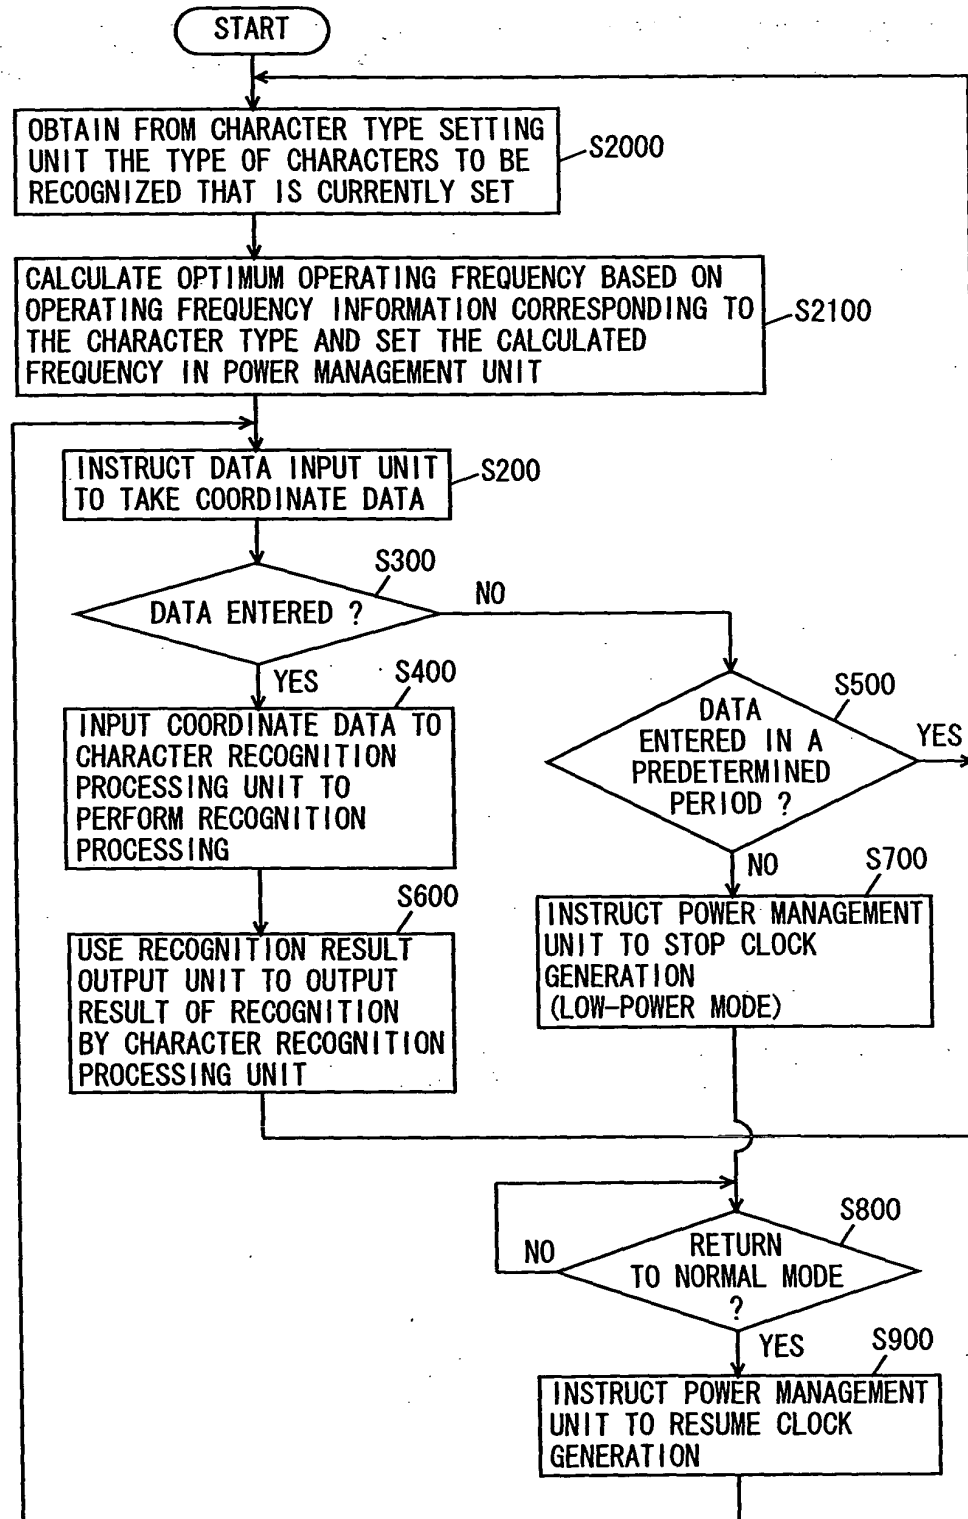 START
OBTAIN FROM CHARACTER TYPE SETTING
UNIT THE TYPE OF CHARACTERS TO BE
RECOGNIZED THAT IS CURRENTLY SET
S2000
CALCULATE OPTIMUM OPERATING FREQUENCY BASED ON
OPERATING FREQUENCY INFORMATION CORRESPONDING TO
THE CHARACTER TYPE AND SET THE CALCULATED
FREQUENCY IN POWER MANAGEMENT UNIT
S2100
INSTRUCT DATA INPUT UNIT
TO TAKE COORDINATE DATA
S200
S300
DATA ENTERED ?
NO
YES
S400
INPUT COORDINATE DATA TO
CHARACTER RECOGNITION
PROCESSING UNIT TO
PERFORM RECOGNITION
PROCESSING
S500
DATA
ENTERED IN A
PREDETERMINED
PERIOD ?
YES
NO
S600
USE RECOGNITION RESULT
OUTPUT UNIT TO OUTPUT
RESULT OF RECOGNITION
BY CHARACTER RECOGNITION
PROCESSING UNIT
S700
INSTRUCT POWER MANAGEMENT
UNIT TO STOP CLOCK
GENERATION
(LOW-POWER MODE)
S800
RETURN
TO NORMAL MODE
?
NO
YES
S900
INSTRUCT POWER MANAGEMENT
UNIT TO RESUME CLOCK
GENERATION